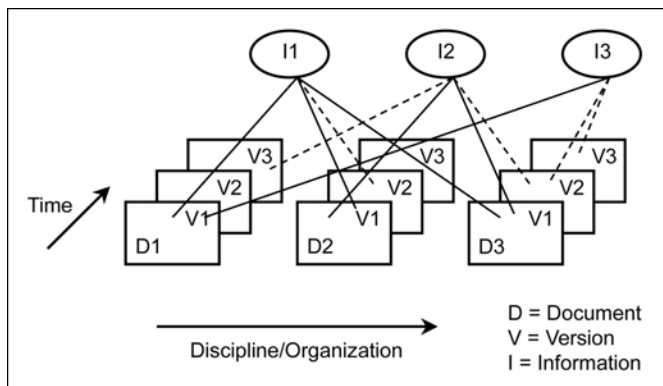 I1 I2 I3
V3 V3 V3
V2 V2 V2
Time
V1 V1 V1
D1 D2 D3
D = Document
V = Version
Discipline/Organization
I = Information